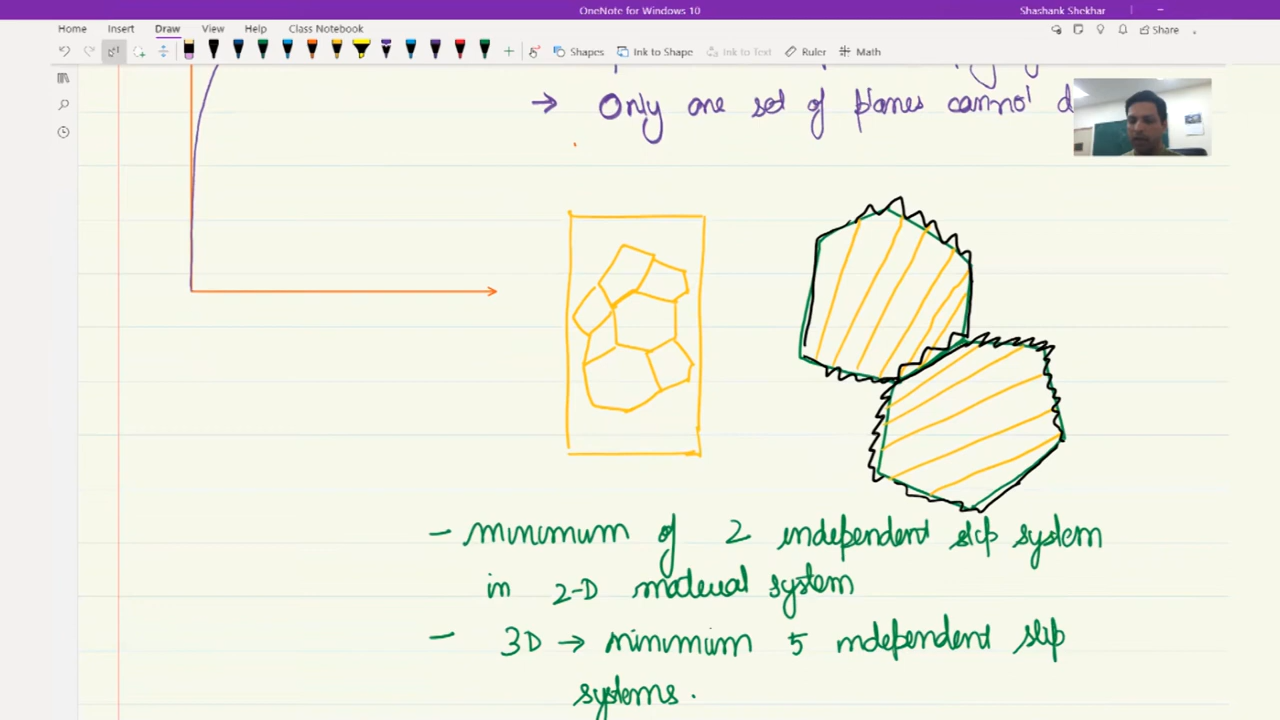 OneNote for Windows 10
Shashank Shekhar
Home Insert Draw View Help Class Notebook
Shapes Ink to Shape Ink to Text Ruler Math Share
→ Only one set of planes cannot d
- minimum of 2 independent slip system
in 2-D material system
- 3D → minimum 5 independent slip
systems.